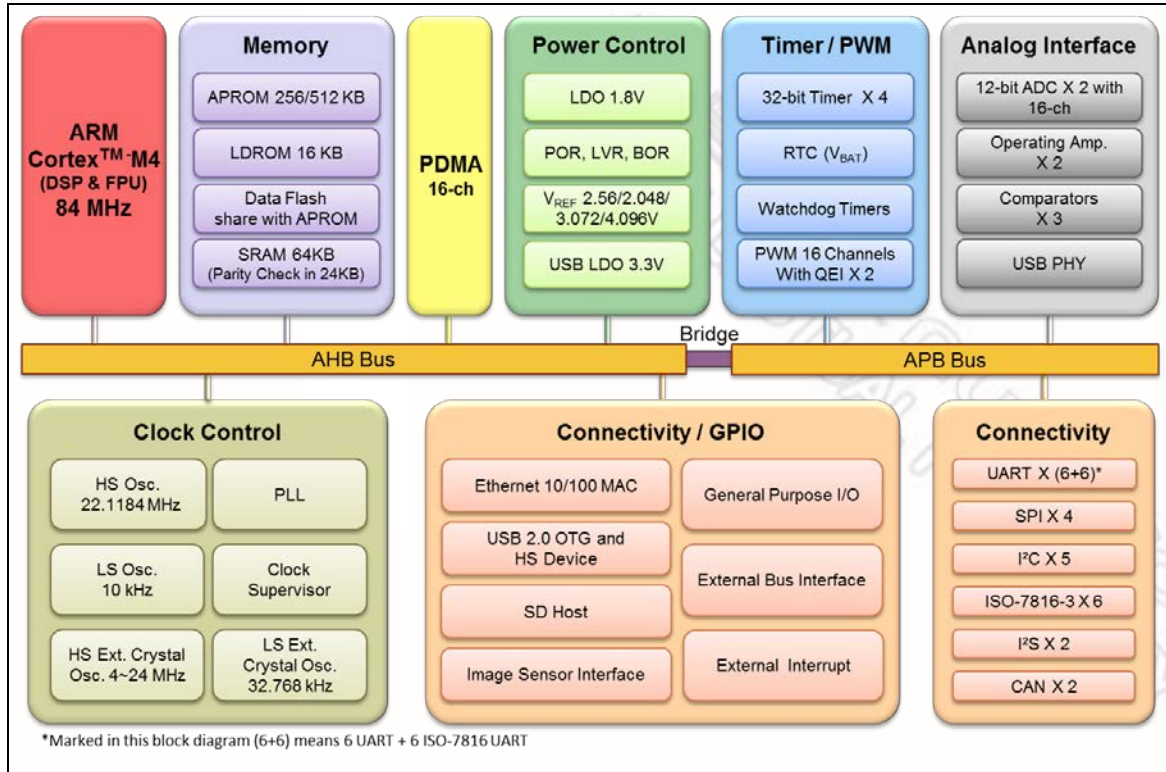 ARM
Cortex™-M4
(DSP & FPU)
84 MHz
Memory
APROM 256/512 KB
LDROM 16 KB
Data Flash
share with APROM
SRAM 64KB
(Parity Check in 24KB)
PDMA
16-ch
Power Control
LDO 1.8V
POR, LVR, BOR
VREF 2.56/2.048/
3.072/4.096V
USB LDO 3.3V
Timer / PWM
32-bit Timer X 4
RTC (VBAT)
Watchdog Timers
PWM 16 Channels
With QEI X 2
Analog Interface
12-bit ADC X 2 with
16-ch
Operating Amp.
X 2
Comparators
X 3
USB PHY
AHB Bus
Bridge
APB Bus
Clock Control
HS Osc.
22.1184 MHz
PLL
LS Osc.
10 kHz
Clock
Supervisor
HS Ext. Crystal
Osc. 4~24 MHz
LS Ext.
Crystal Osc.
32.768 kHz
Connectivity / GPIO
Ethernet 10/100 MAC
USB 2.0 OTG and
HS Device
SD Host
Image Sensor Interface
General Purpose I/O
External Bus Interface
External Interrupt
Connectivity
UART X (6+6)*
SPI X 4
I²C X 5
ISO-7816-3 X 6
I²S X 2
CAN X 2
*Marked in this block diagram (6+6) means 6 UART + 6 ISO-7816 UART